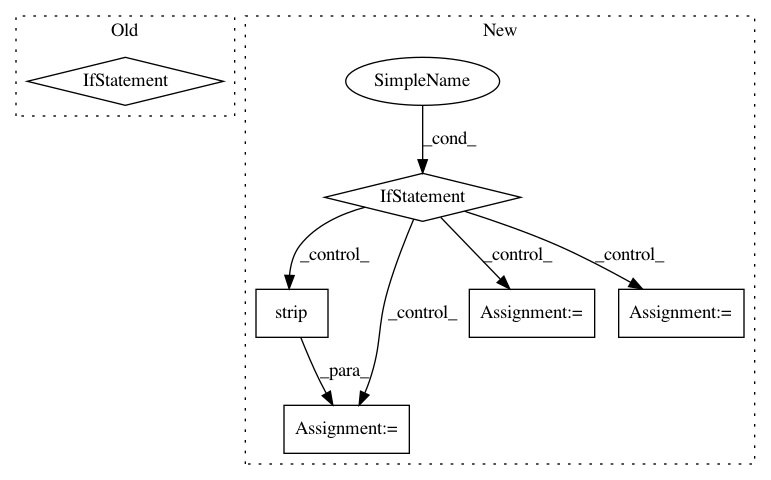 Old
New
IfStatement
SimpleName
_cond_
IfStatement
_control_
_control_
_control_
_control_
strip
Assignment:=
Assignment:=
_para_
Assignment:=